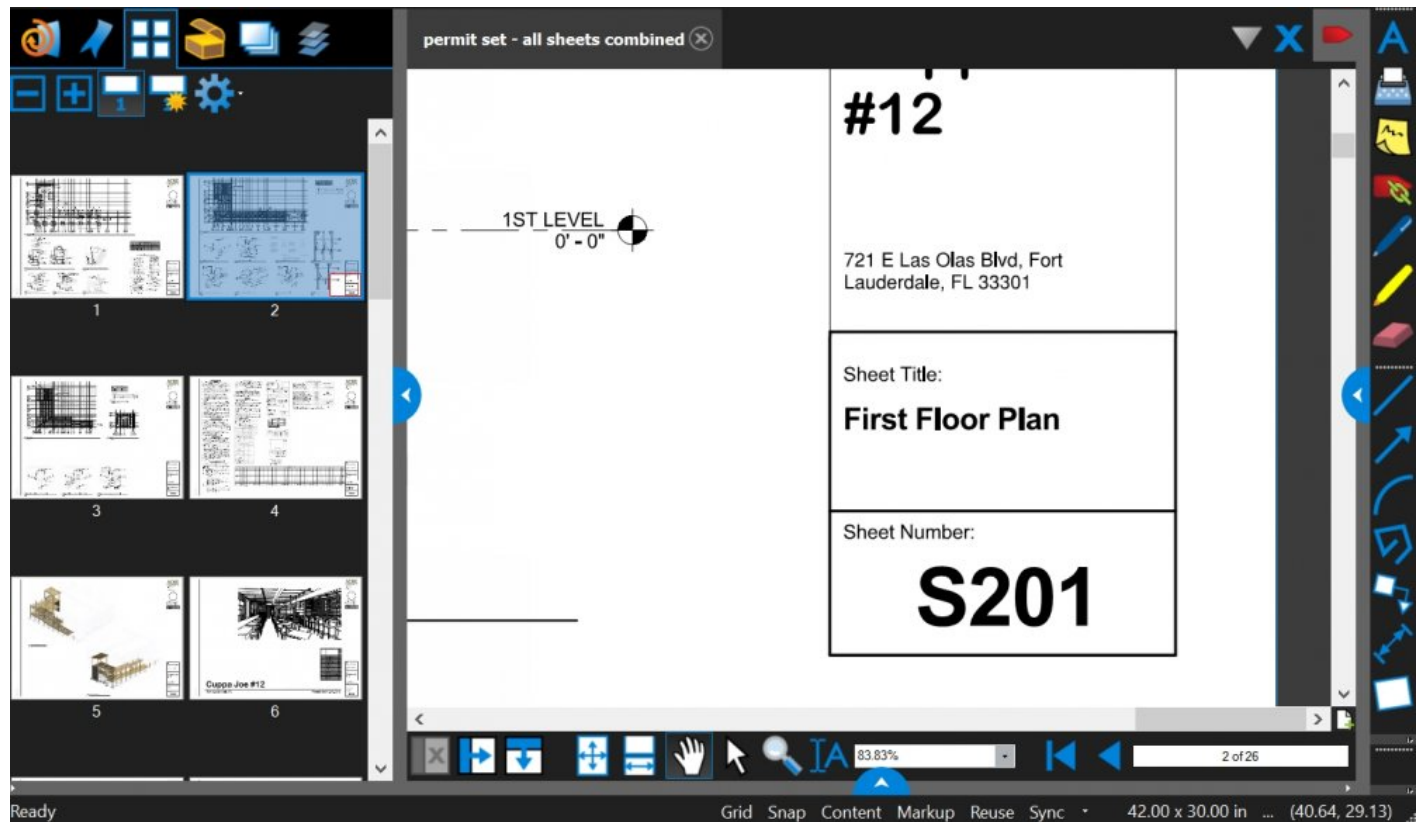 permit set - all sheets combined
1
#12
1ST LEVEL
0' - 0"
721 E Las Olas Blvd, Fort
Lauderdale, FL 33301
Sheet Title:
First Floor Plan
Sheet Number:
S201
1
2
3
4
Cuppa Joe #12
5
6
83.83%
2 of 26
Ready
Grid Snap Content Markup Reuse Sync
42.00 x 30.00 in ... (40.64, 29.13)